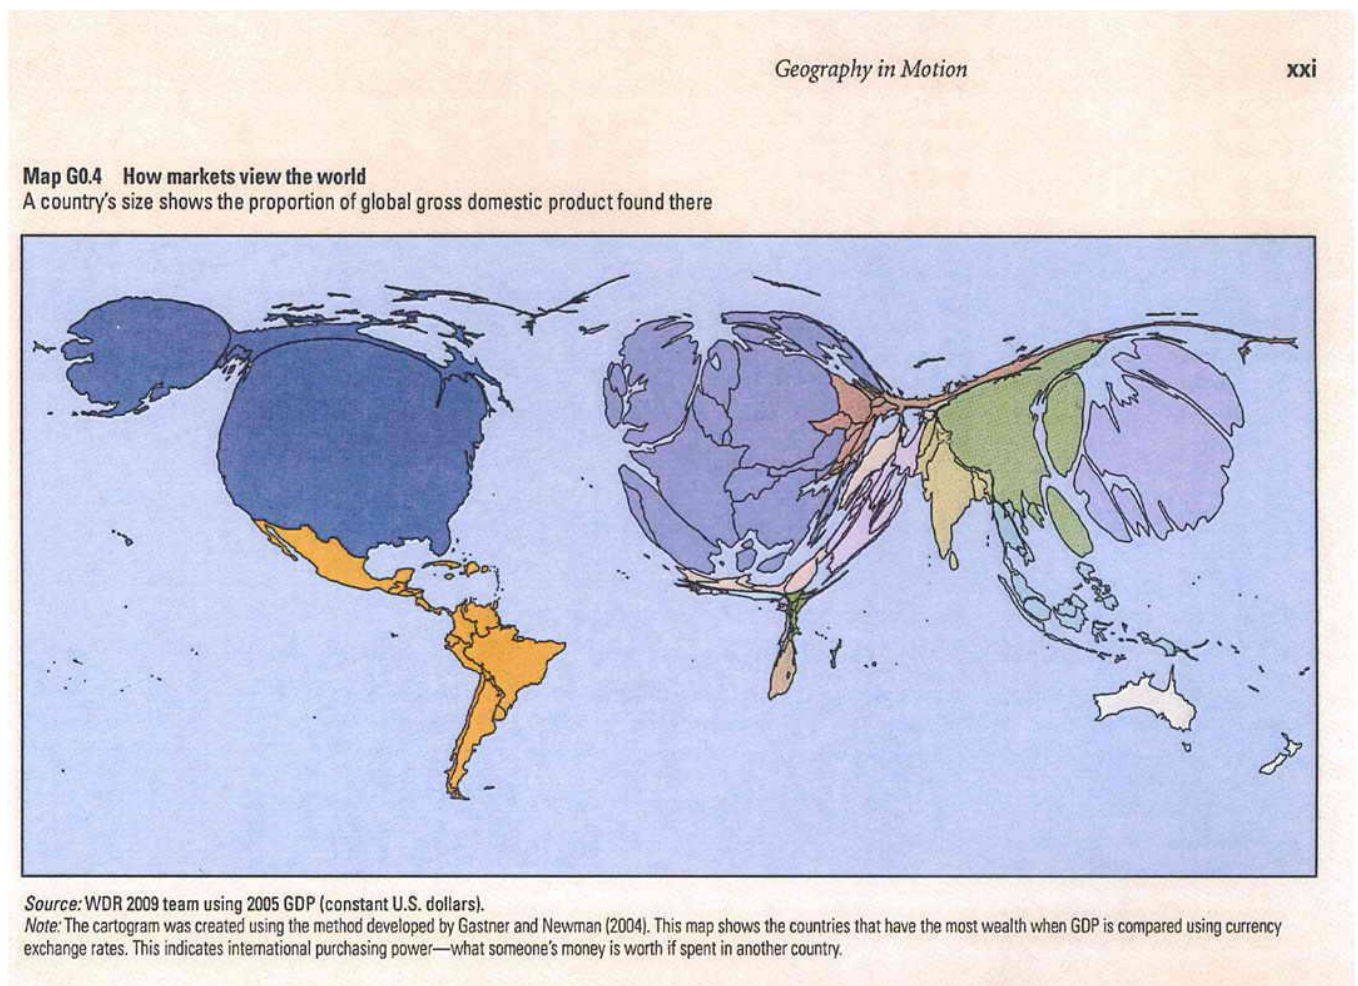 Geography in Motion
xxi
Map G0.4 How markets view the world
A country's size shows the proportion of global gross domestic product found there
Source: WDR 2009 team using 2005 GDP (constant U.S. dollars).
Note: The cartogram was created using the method developed by Gastner and Newman (2004). This map shows the countries that have the most wealth when GDP is compared using currency
exchange rates. This indicates international purchasing power—what someone's money is worth if spent in another country.